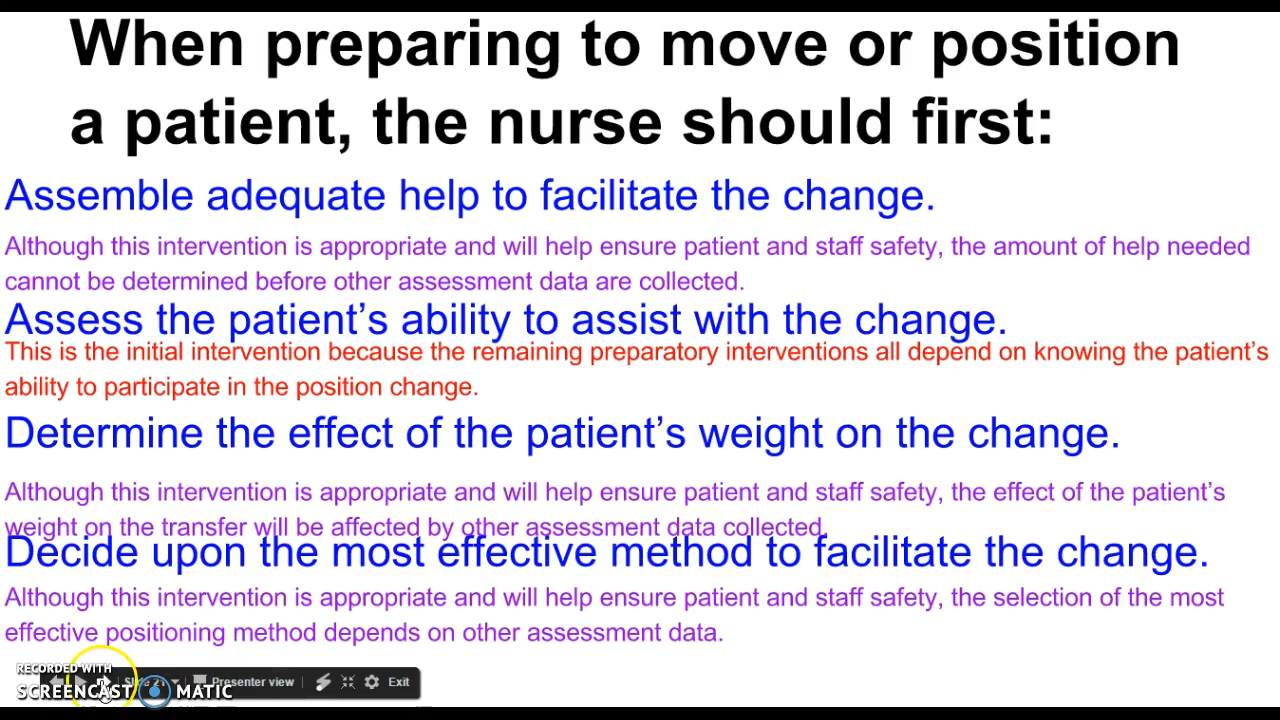 When preparing to move or position
a patient, the nurse should first:
Assemble adequate help to facilitate the change.
Although this intervention is appropriate and will help ensure patient and staff safety, the amount of help needed
cannot be determined before other assessment data are collected.
Assess the patient's ability to assist with the change.
This is the initial intervention because the remaining preparatory interventions all depend on knowing the patient's
ability to participate in the position change.
Determine the effect of the patient's weight on the change.
Although this intervention is appropriate and will help ensure patient and staff safety, the effect of the patient's
weight on the transfer will be affected by other assessment data collected.
Decide upon the most effective method to facilitate the change.
Although this intervention is appropriate and will help ensure patient and staff safety, the selection of the most
effective positioning method depends on other assessment data.
RECORDED WITH
SCREENCAST MATIC
Presenter view
Exit